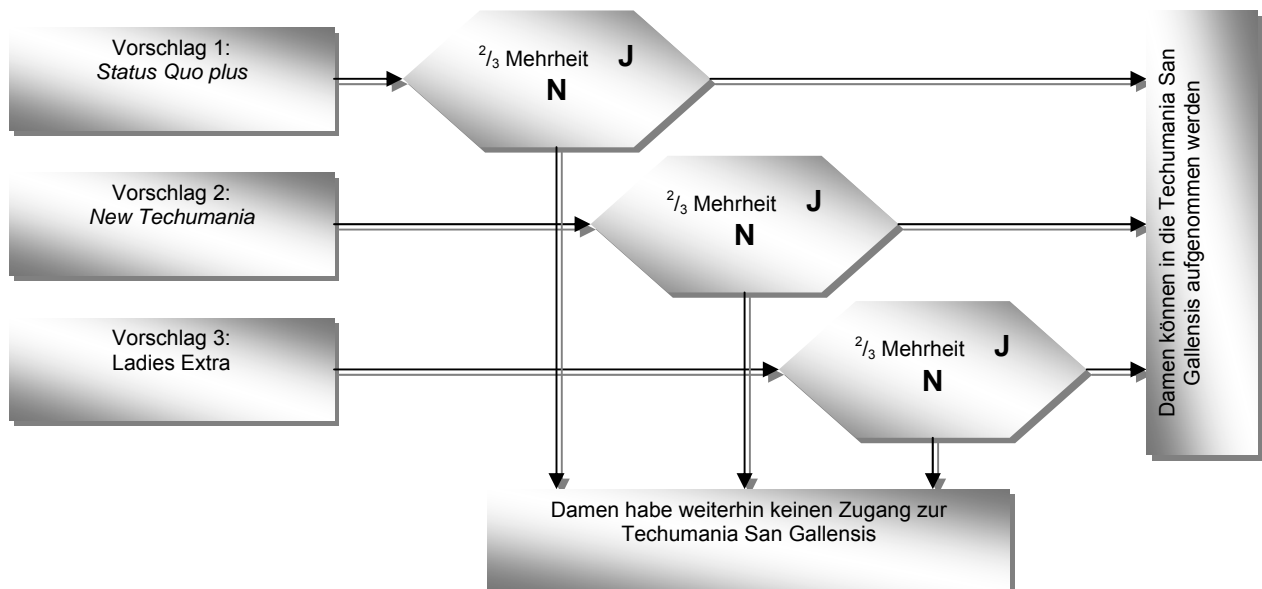 Vorschlag 1:
Status Quo plus
²/₃ Mehrheit J
N
Vorschlag 2:
New Techumania
²/₃ Mehrheit J
N
Vorschlag 3:
Ladies Extra
²/₃ Mehrheit J
N
Damen können in die Techumania San
Gallensis aufgenommen werden
Damen habe weiterhin keinen Zugang zur
Techumania San Gallensis